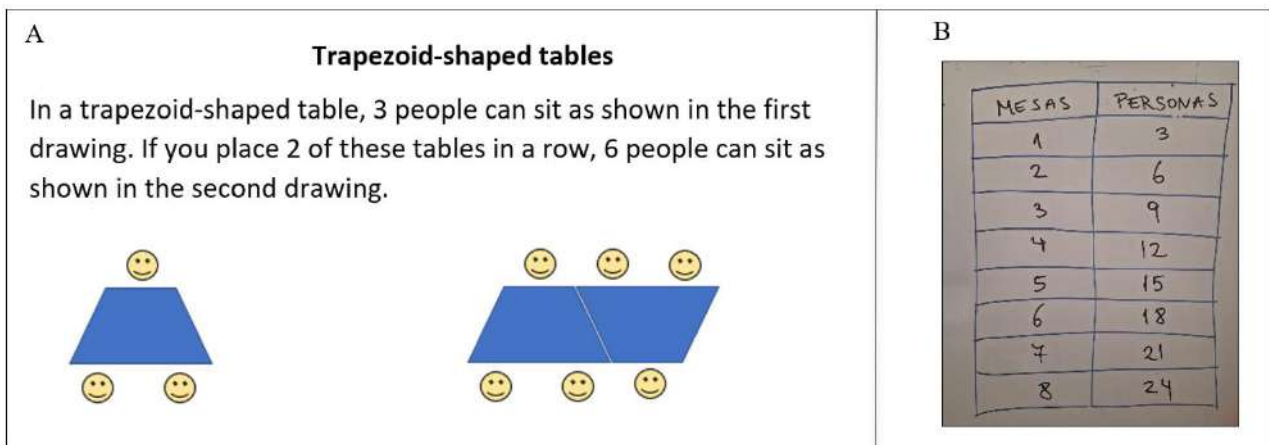 A
Trapezoid-shaped tables
In a trapezoid-shaped table, 3 people can sit as shown in the first
drawing. If you place 2 of these tables in a row, 6 people can sit as
shown in the second drawing.
B
MESAS PERSONAS
1 3
2 6
3 9
4 12
5 15
6 18
7 21
8 24